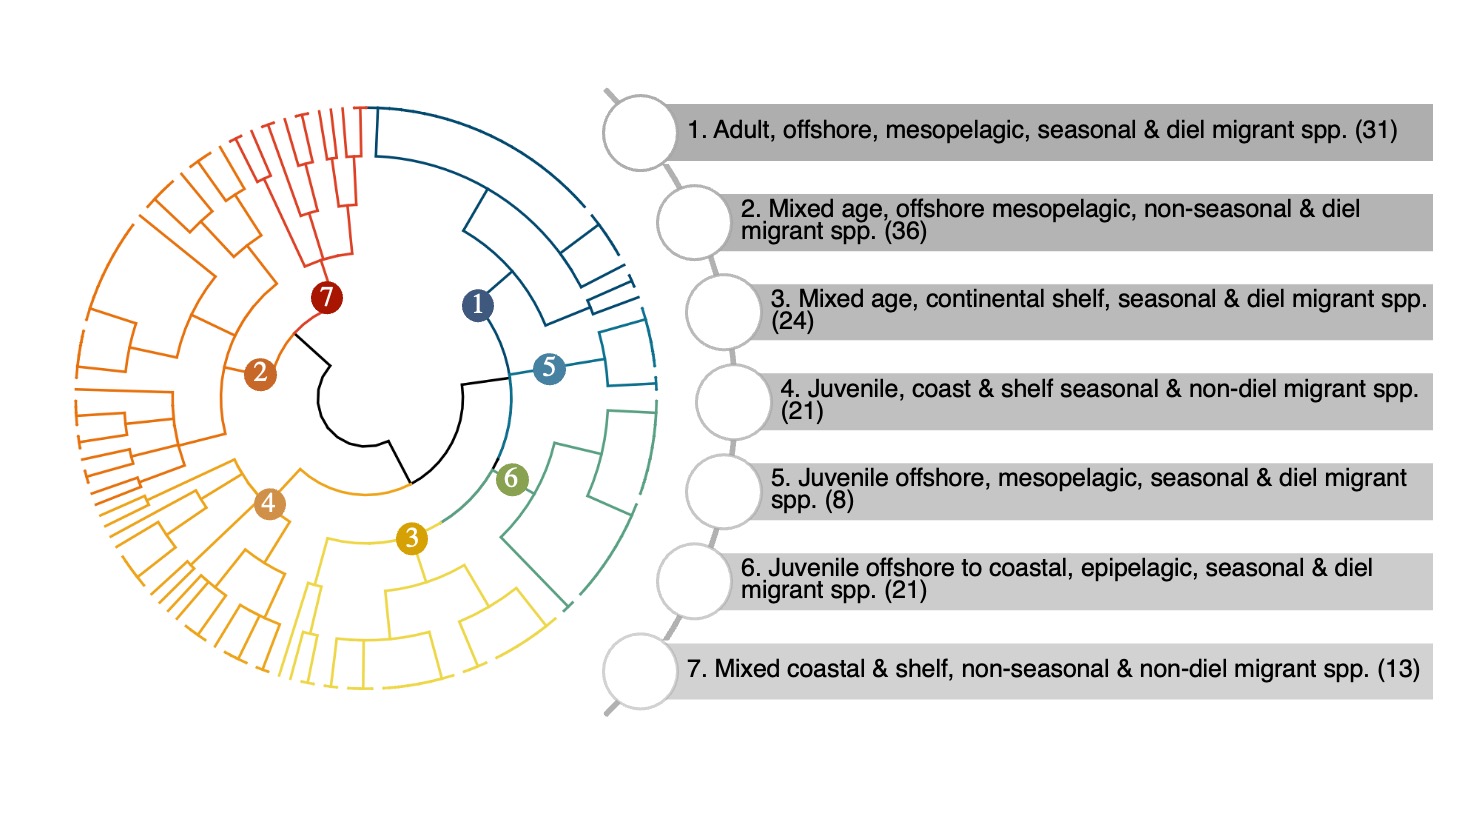 7
1
5
2
6
4
3
1. Adult, offshore, mesopelagic, seasonal & diel migrant spp. (31)
2. Mixed age, offshore mesopelagic, non-seasonal & diel
migrant spp. (36)
3. Mixed age, continental shelf, seasonal & diel migrant spp.
(24)
4. Juvenile, coast & shelf seasonal & non-diel migrant spp.
(21)
5. Juvenile offshore, mesopelagic, seasonal & diel migrant
spp. (8)
6. Juvenile offshore to coastal, epipelagic, seasonal & diel
migrant spp. (21)
7. Mixed coastal & shelf, non-seasonal & non-diel migrant spp. (13)